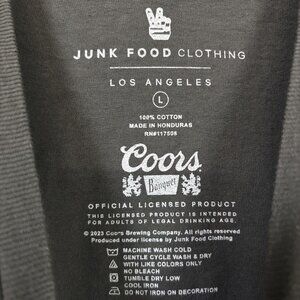 JUNK FOOD CLOTHING
LOS ANGELES
L
100% COTTON
MADE IN HONDURAS
RN#117506
Coors
Banquet
OFFICIAL LICENSED PRODUCT
THIS LICENSED PRODUCT IS INTENDED
FOR ADULTS OF LEGAL DRINKING AGE.
© 2023 Coors Brewing Company. All rights reserved
Produced under license by Junk Food Clothing
MACHINE WASH COLD
GENTLE CYCLE WASH & DRY
WITH LIKE COLORS ONLY
NO BLEACH
TUMBLE DRY LOW
COOL IRON
DO NOT IRON ON DECORATION